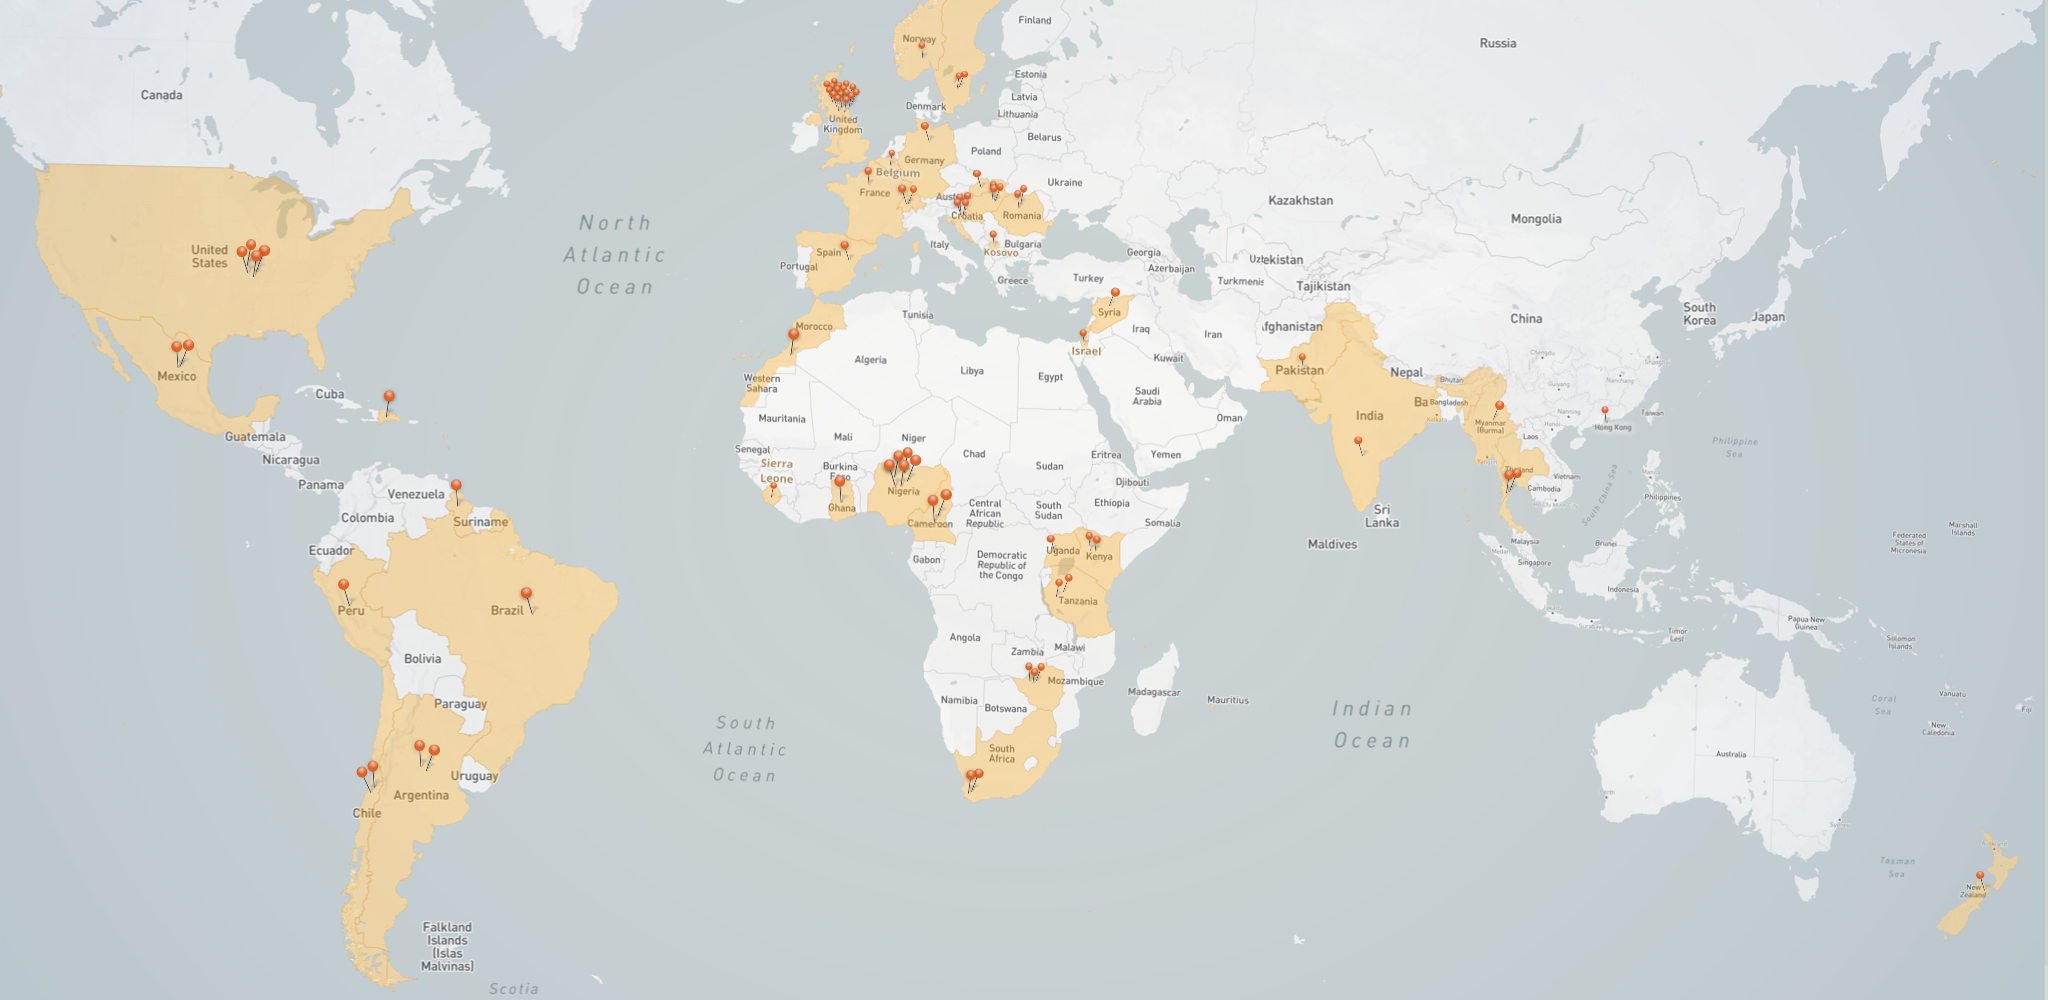 Finland
Norway
Russia
Estonia
Canada
Latvia
Denmark
Lithuania
United
Kingdom
Belarus
Poland
Germany
Belgium
Ukraine
France
Kazakhstan
Croatia
Romania
Mongolia
North
Atlantic
Ocean
Italy
Bulgaria
Kosovo
United
States
Spain
Portugal
Georgia
Azerbaijan
Greece
Turkey
Turkmenis
Tajikistan
South
Korea
Japan
China
Tunisia
Syria
Morocco
Iraq
Iran
Afghanistan
Israel
Kuwait
Algeria
Libya
Egypt
Pakistan
Nepal
Mexico
Western
Sahara
Saudi
Arabia
Bhutan
Cuba
Bangladesh
Taiwan
India
Oman
Mauritania
Myanmar
(Burma)
Hong Kong
Laos
Guatemala
Mali
Niger
Philippine
Sea
Nicaragua
Senegal
Chad
Eritrea
Yemen
Sierra
Leone
Burkina
Faso
Sudan
Thailand
Vietnam
Panama
Venezuela
Nigeria
Djibouti
Cambodia
South China Sea
Philippines
Colombia
Suriname
Ghana
Cameroon
Central
African
Republic
South
Sudan
Ethiopia
Somalia
Sri
Lanka
Marshall
Islands
Federated
States of
Micronesia
Ecuador
Gabon
Uganda
Kenya
Democratic
Republic of
the Congo
Maldives
Malaysia
Brunei
Singapore
Indonesia
Peru
Brazil
Tanzania
Papua New
Guinea
Timor
Lest
Solomon
Islands
Angola
Zambia
Malawi
Bolivia
Mozambique
Madagascar
Mauritius
Namibia
Botswana
Coral
Sea
Vanuatu
Fiji
New
Caledonia
Paraguay
South
Atlantic
Ocean
Indian
Ocean
South
Africa
Australia
Uruguay
Argentina
Chile
Tasman
Sea
New
Zealand
Falkland
Islands
(Islas
Malvinas)
Scotia